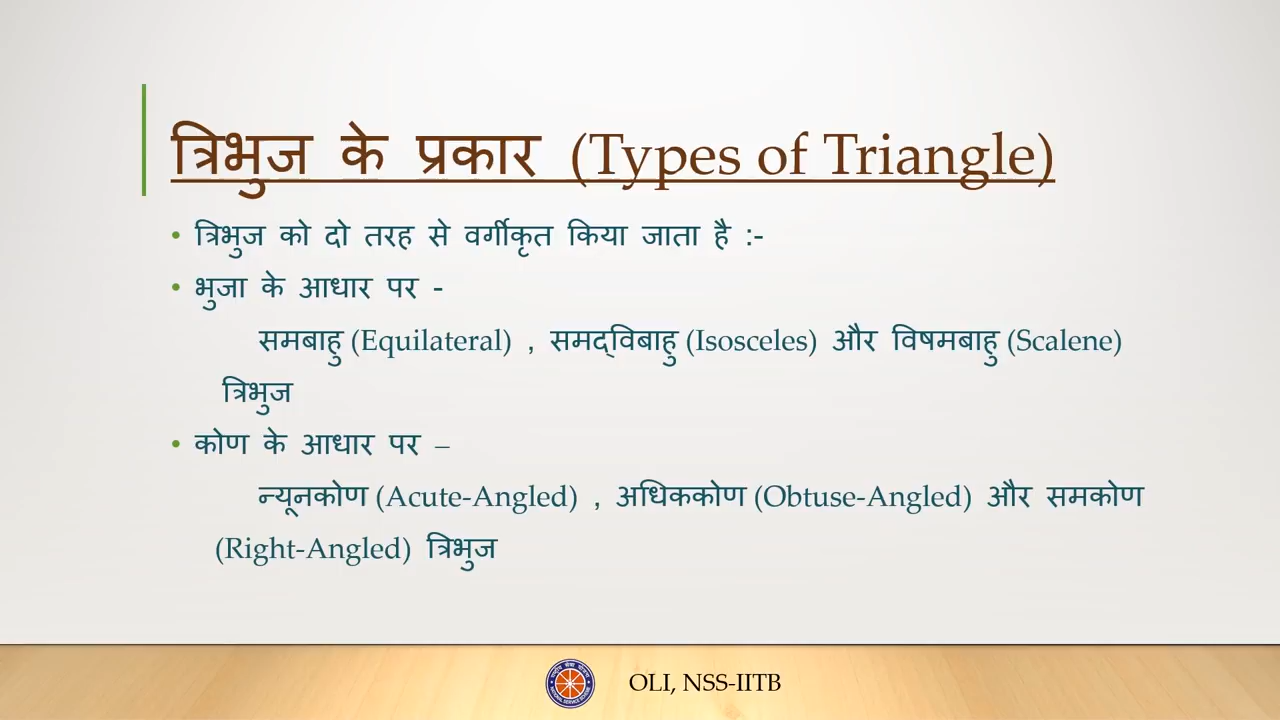 त्रिभुज के प्रकार (Types of Triangle)
• त्रिभुज को दो तरह से वर्गीकृत किया जाता है :-
• भुजा के आधार पर -
समबाहु (Equilateral) , समद्विबाहु (Isosceles) और विषमबाहु (Scalene)
त्रिभुज
• कोण के आधार पर –
न्यूनकोण (Acute-Angled) , अधिककोण (Obtuse-Angled) और समकोण
(Right-Angled) त्रिभुज
OLI, NSS-IITB